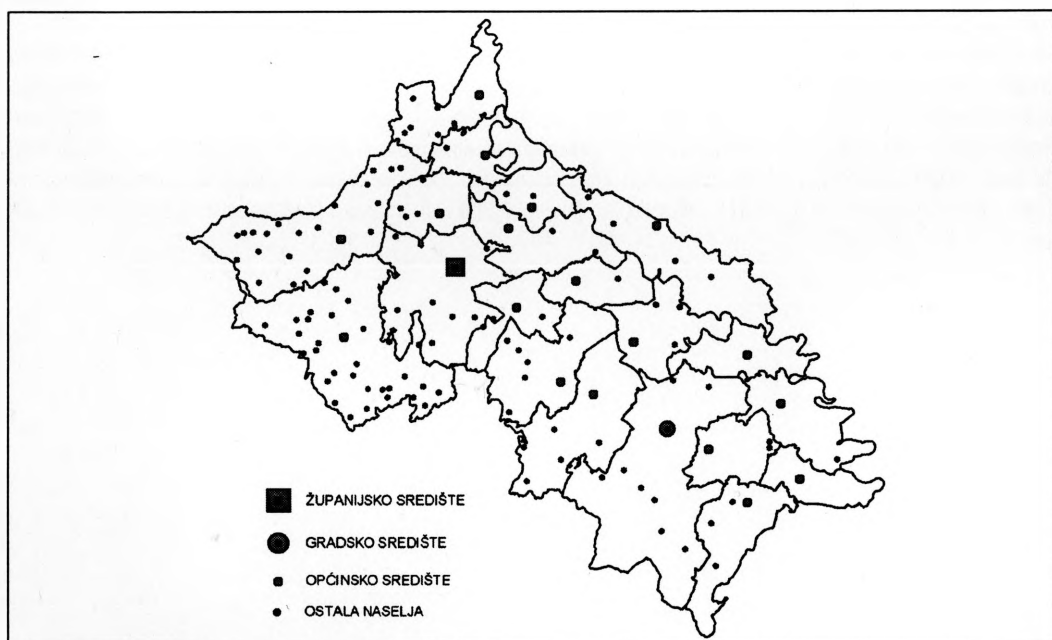 ŽUPANIJSKO SREDIŠTE
GRADSKO SREDIŠTE
OPĆINSKO SREDIŠTE
OSTALA NASELJA